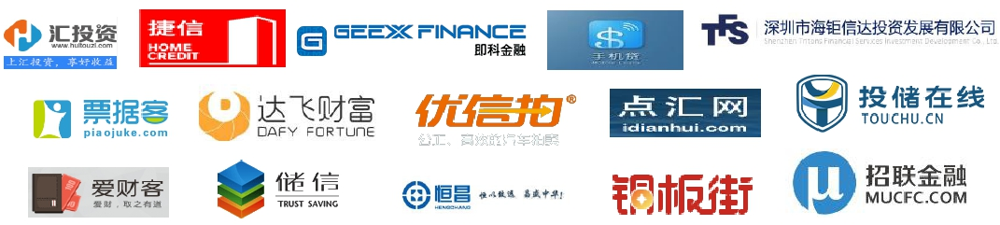 汇投资
www.huitouzi.com
上汇投资，享好收益
捷信
HOME
CREDIT
GEEXX FINANCE
即科金融
手机贷
TFS
深圳市海钜信达投资发展有限公司
Shenzhen Titans Financial Services Investment Development Co., Ltd.
票据客
piaojuke.com
达飞财富
DAFY FORTUNE
优信拍®
公正、高效的汽车拍卖
点汇网
idianhui.com
投储在线
TOUCHU.CN
爱财客
爱财，取之有道
储信
TRUST SAVING
恒昌
HENGCHANG
恒以致远 昌盛中华!
铜板街
μ
招联金融
MUCFC.COM